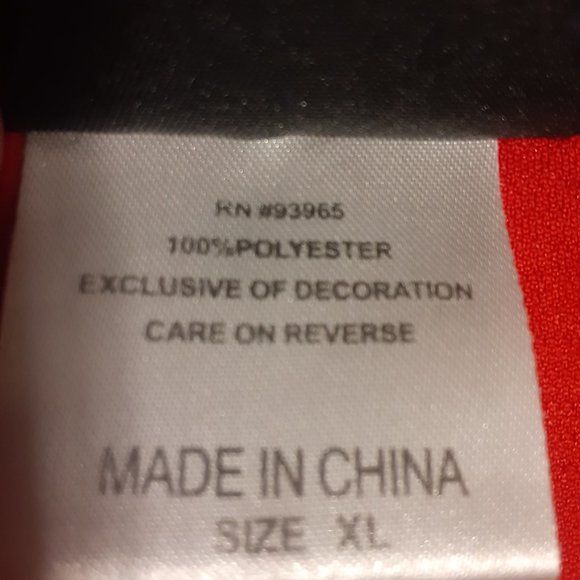 RN #93965
100%POLYESTER
EXCLUSIVE OF DECORATION
CARE ON REVERSE
MADE IN CHINA
SIZE XL